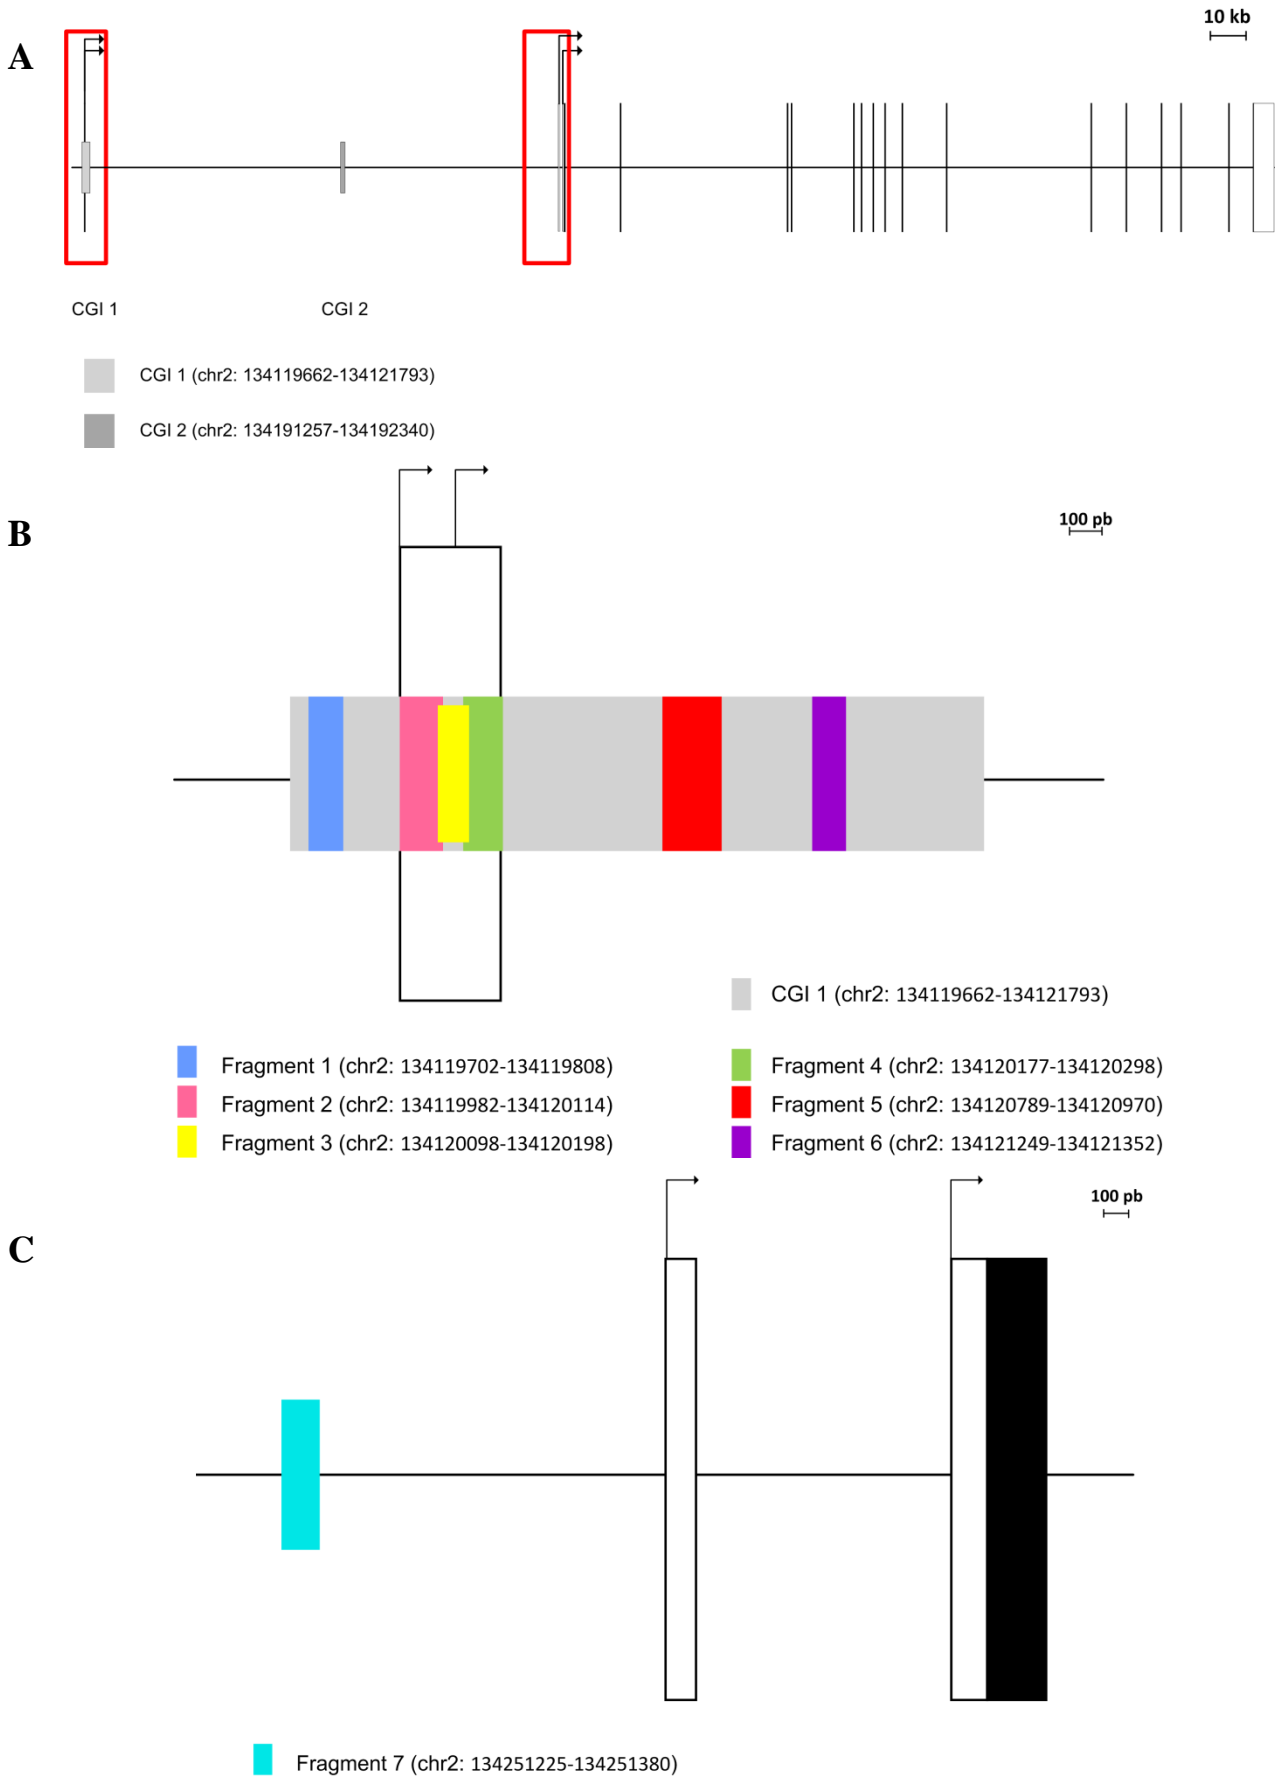 10 kb
A
CGI 1
CGI 2
CGI 1 (chr2: 134119662-134121793)
CGI 2 (chr2: 134191257-134192340)
B
100 pb
CGI 1 (chr2: 134119662-134121793)
Fragment 1 (chr2: 134119702-134119808)
Fragment 4 (chr2: 134120177-134120298)
Fragment 2 (chr2: 134119982-134120114)
Fragment 5 (chr2: 134120789-134120970)
Fragment 3 (chr2: 134120098-134120198)
Fragment 6 (chr2: 134121249-134121352)
100 pb
C
Fragment 7 (chr2: 134251225-134251380)